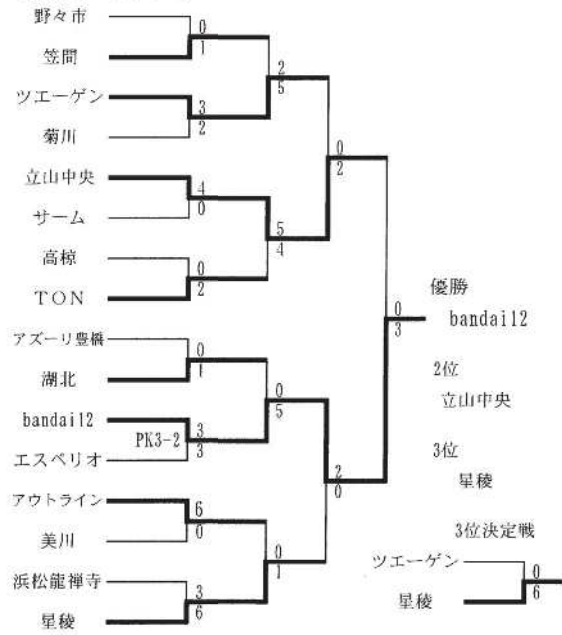 野々市
0
1
笠間
2
5
ツエーゲン
3
2
菊川
0
2
立山中央
4
0
サーム
5
4
高椋
0
2
TON
優勝
0
3
bandai12
アズーリ豊橋
0
1
湖北
2位
0
5
立山中央
bandai12
PK3-2
3
3
エスペリオ
3位
2
0
星稜
アウトライン
6
0
美川
3位決定戦
0
1
ツエーゲン
浜松龍禅寺
3
6
0
6
星稜
星稜